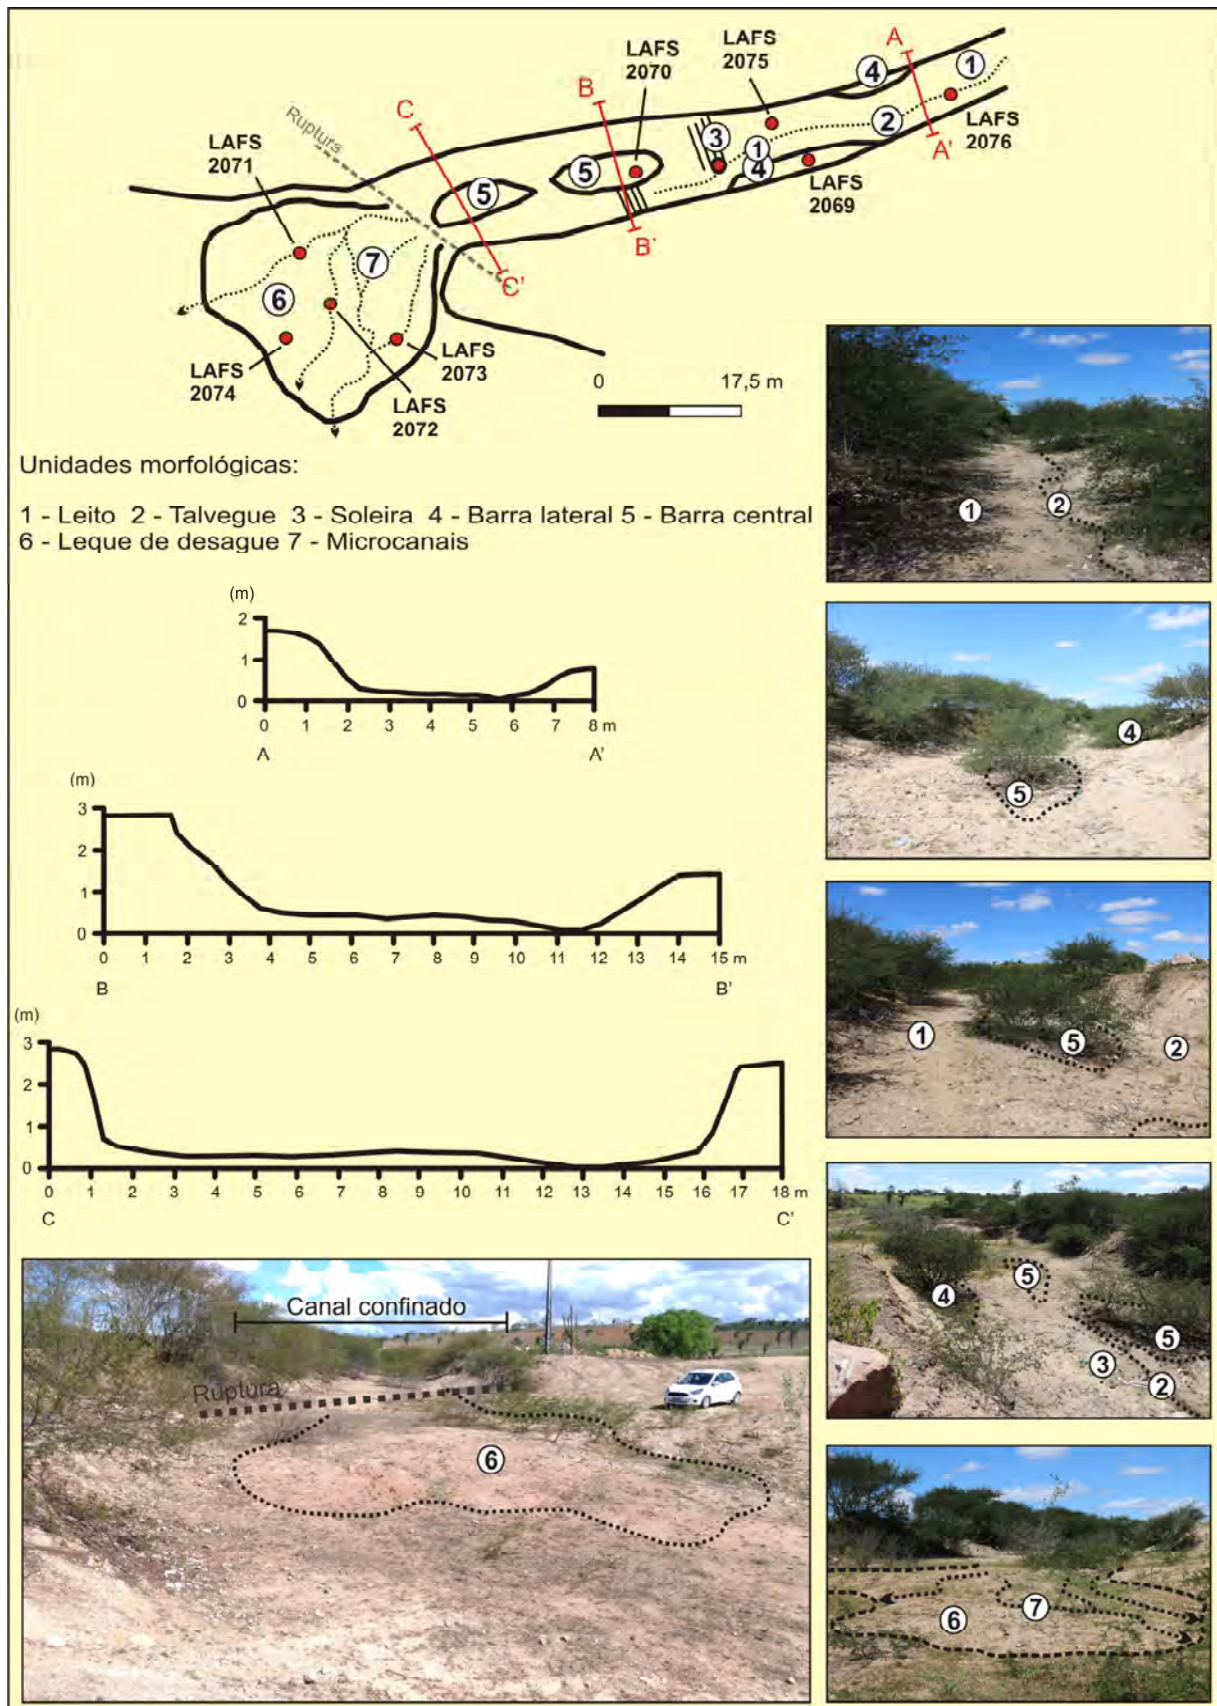 A
LAFS
2075
LAFS
2070
4
1
B
C
2
Ruptura
LAFS
2071
3
LAFS
2076
1
4
A'
5
5
LAFS
2069
B'
7
C'
6
LAFS
2074
LAFS
2073
LAFS
2072
0 17,5 m
Unidades morfológicas:
1 - Leito 2 - Talvegue 3 - Soleira 4 - Barra lateral 5 - Barra central
6 - Leque de desague 7 - Microcanais
1 2
(m)
2
1
0
0 1 2 3 4 5 6 7 8 m
A A'
4
5
(m)
3
2
1
0
0 1 2 3 4 5 6 7 8 9 10 11 12 13 14 15 m
B B'
1 5 2
(m)
3
2
1
0
0 1 2 3 4 5 6 7 8 9 10 11 12 13 14 15 16 17 18 m
C C'
5
4
5
3
2
Canal confinado
Ruptura
6
7
6